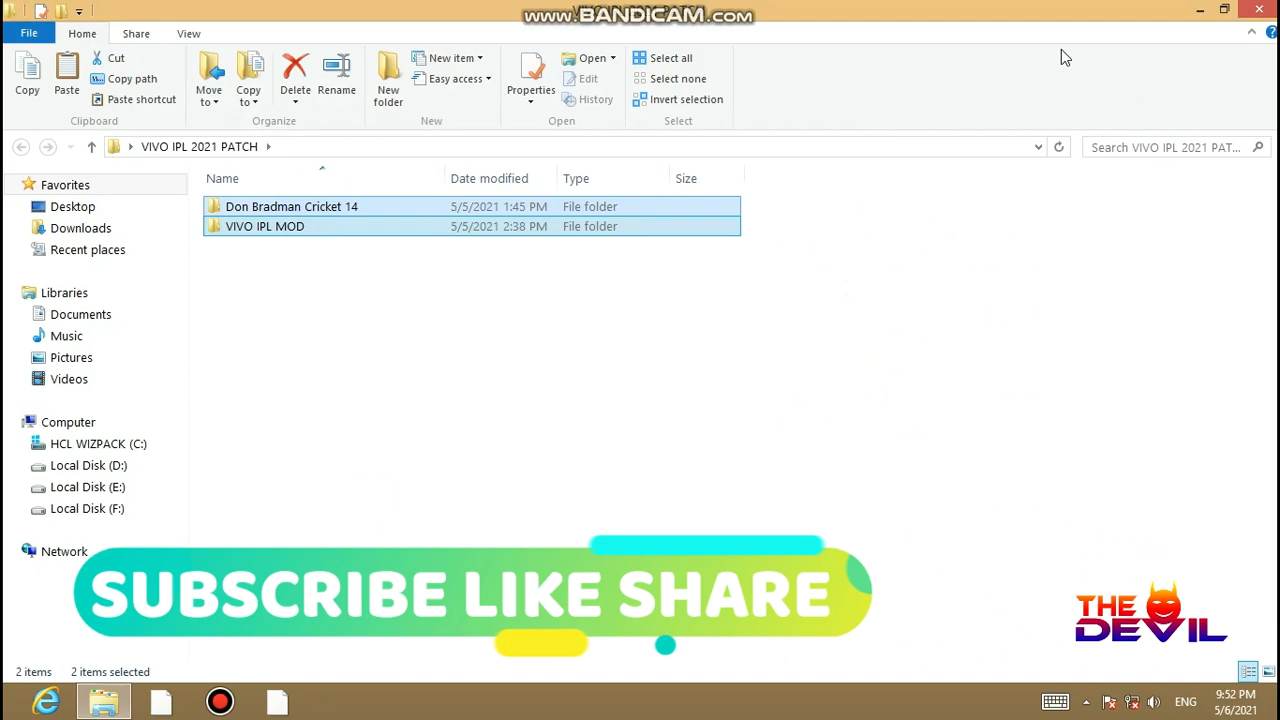 www.BANDICAM.com
File
Home
Share
View
Copy
Paste
Cut
Copy path
Paste shortcut
Clipboard
Move to
Copy to
Delete
Rename
Organize
New folder
New item
Easy access
New
Properties
Open
Edit
History
Open
Select all
Select none
Invert selection
Select
VIVO IPL 2021 PATCH
Search VIVO IPL 2021 PAT...
Name
Date modified
Type
Size
Don Bradman Cricket 14 5/5/2021 1:45 PM File folder
VIVO IPL MOD 5/5/2021 2:38 PM File folder
Favorites
Desktop
Downloads
Recent places
Libraries
Documents
Music
Pictures
Videos
Computer
HCL WIZPACK (C:)
Local Disk (D:)
Local Disk (E:)
Local Disk (F:)
Network
SUBSCRIBE LIKE SHARE
THE
DEVIL
2 items 2 items selected
ENG
9:52 PM
5/6/2021